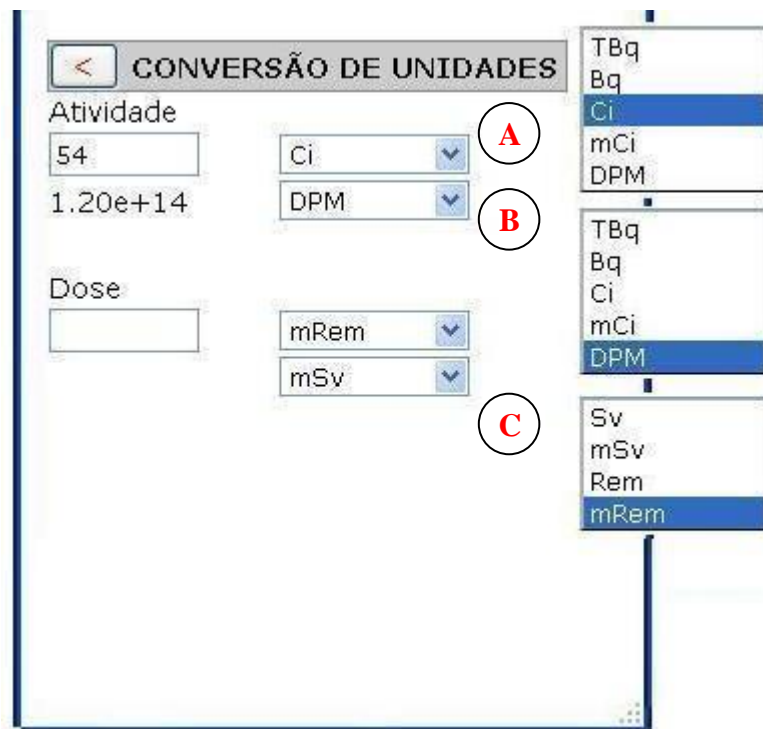 < CONVERSÃO DE UNIDADES
Atividade
54 Ci A
1.20e+14 DPM B
Dose
mRem
mSv
C
TBq
Bq
Ci
mCi
DPM
TBq
Bq
Ci
mCi
DPM
Sv
mSv
Rem
mRem